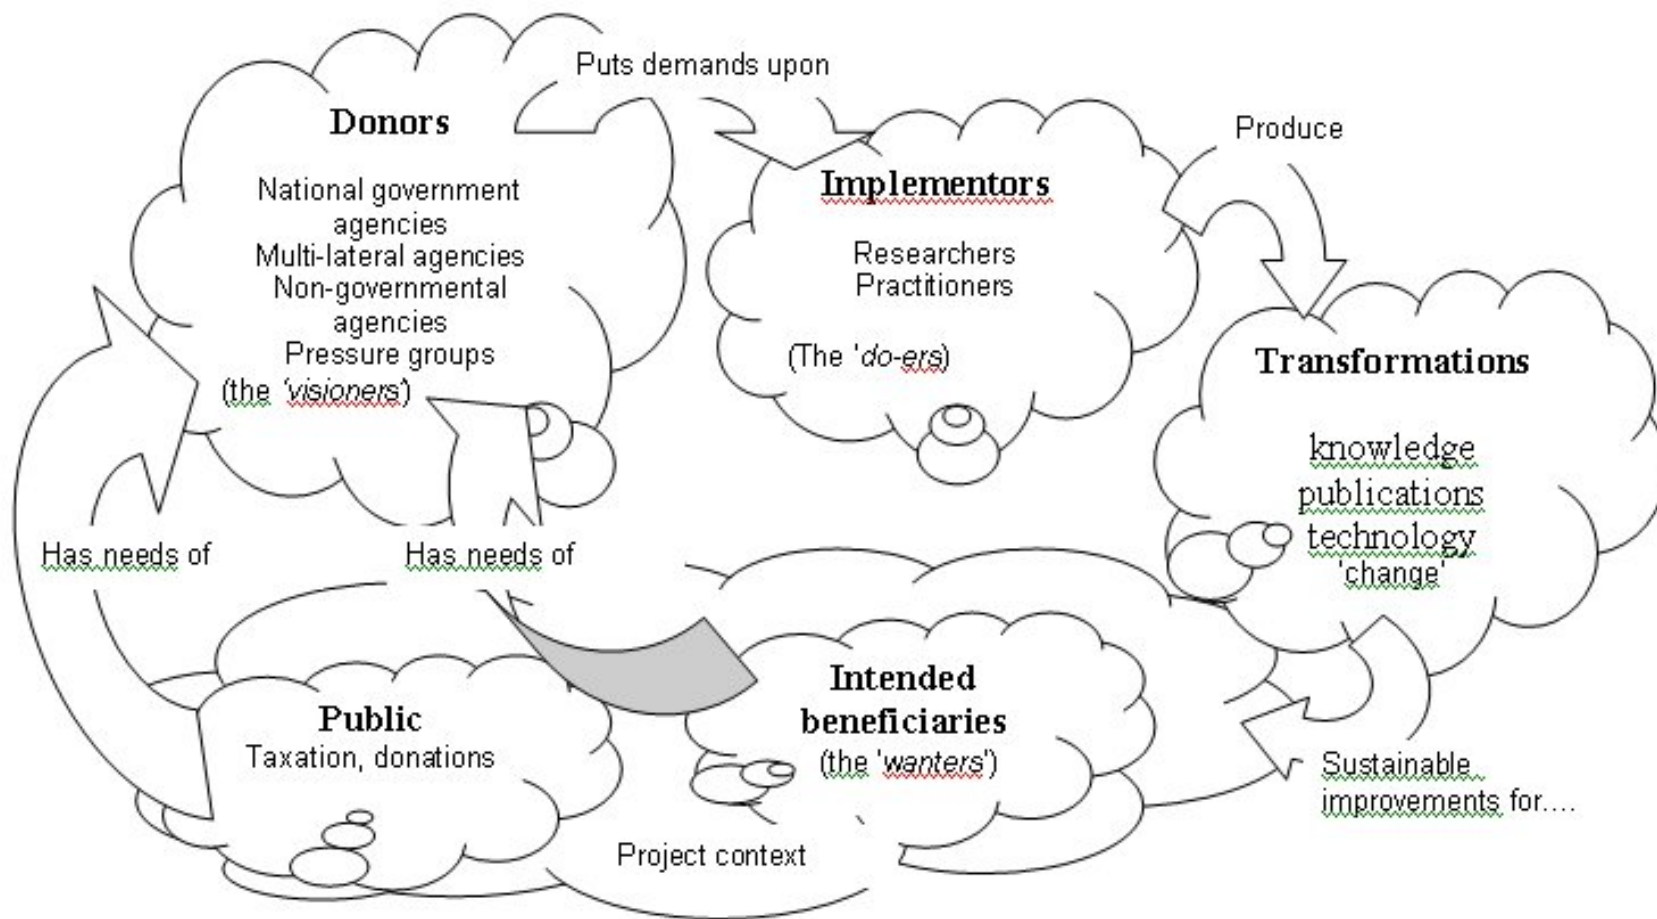 Puts demands upon
Donors
National government
agencies
Multi-lateral agencies
Non-governmental
agencies
Pressure groups
(the 'visioners')
Implementors
Researchers
Practitioners
(The 'do-ers)
Produce
Transformations
knowledge
publications
technology
'change'
Has needs of
Has needs of
Public
Taxation, donations
Intended
beneficiaries
(the 'wanters')
Sustainable
improvements for....
Project context